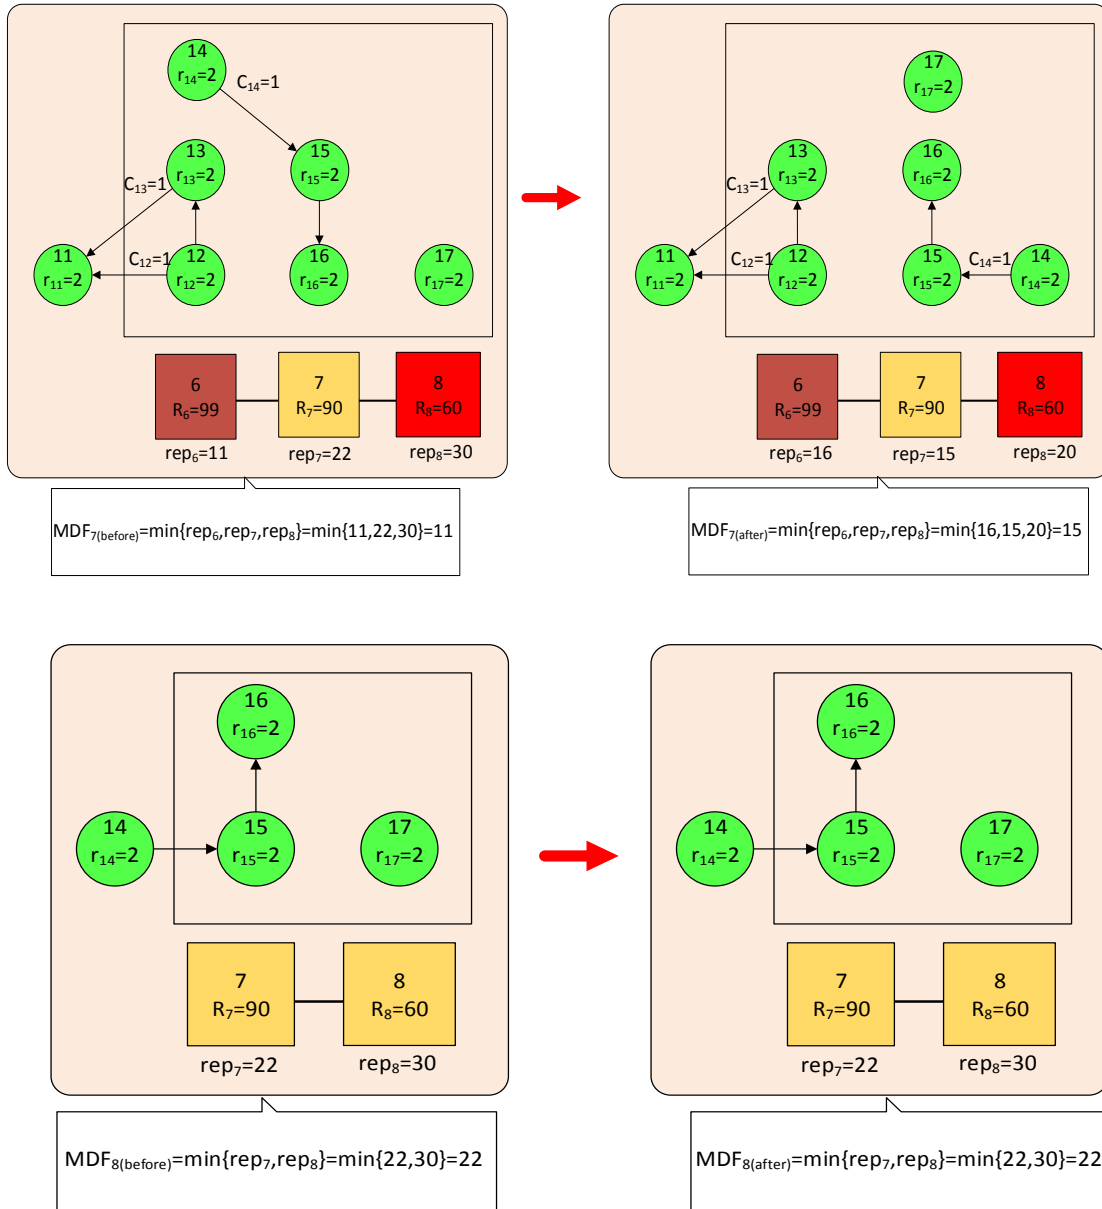 14
r₁₄=2
C₁₄=1
13
r₁₃=2
15
r₁₅=2
C₁₃=1
11
r₁₁=2
C₁₂=1
12
r₁₂=2
16
r₁₆=2
17
r₁₇=2
6
R₆=99
7
R₇=90
8
R₈=60
rep₆=11
rep₇=22
rep₈=30
MDF₇₍before₎=min{rep₆,rep₇,rep₈}=min{11,22,30}=11
17
r₁₇=2
13
r₁₃=2
16
r₁₆=2
C₁₃=1
11
r₁₁=2
C₁₂=1
12
r₁₂=2
15
r₁₅=2
C₁₄=1
14
r₁₄=2
6
R₆=99
7
R₇=90
8
R₈=60
rep₆=16
rep₇=15
rep₈=20
MDF₇₍after₎=min{rep₆,rep₇,rep₈}=min{16,15,20}=15
16
r₁₆=2
14
r₁₄=2
15
r₁₅=2
17
r₁₇=2
7
R₇=90
8
R₈=60
rep₇=22
rep₈=30
MDF₈₍before₎=min{rep₇,rep₈}=min{22,30}=22
16
r₁₆=2
14
r₁₄=2
15
r₁₅=2
17
r₁₇=2
7
R₇=90
8
R₈=60
rep₇=22
rep₈=30
MDF₈₍after₎=min{rep₇,rep₈}=min{22,30}=22